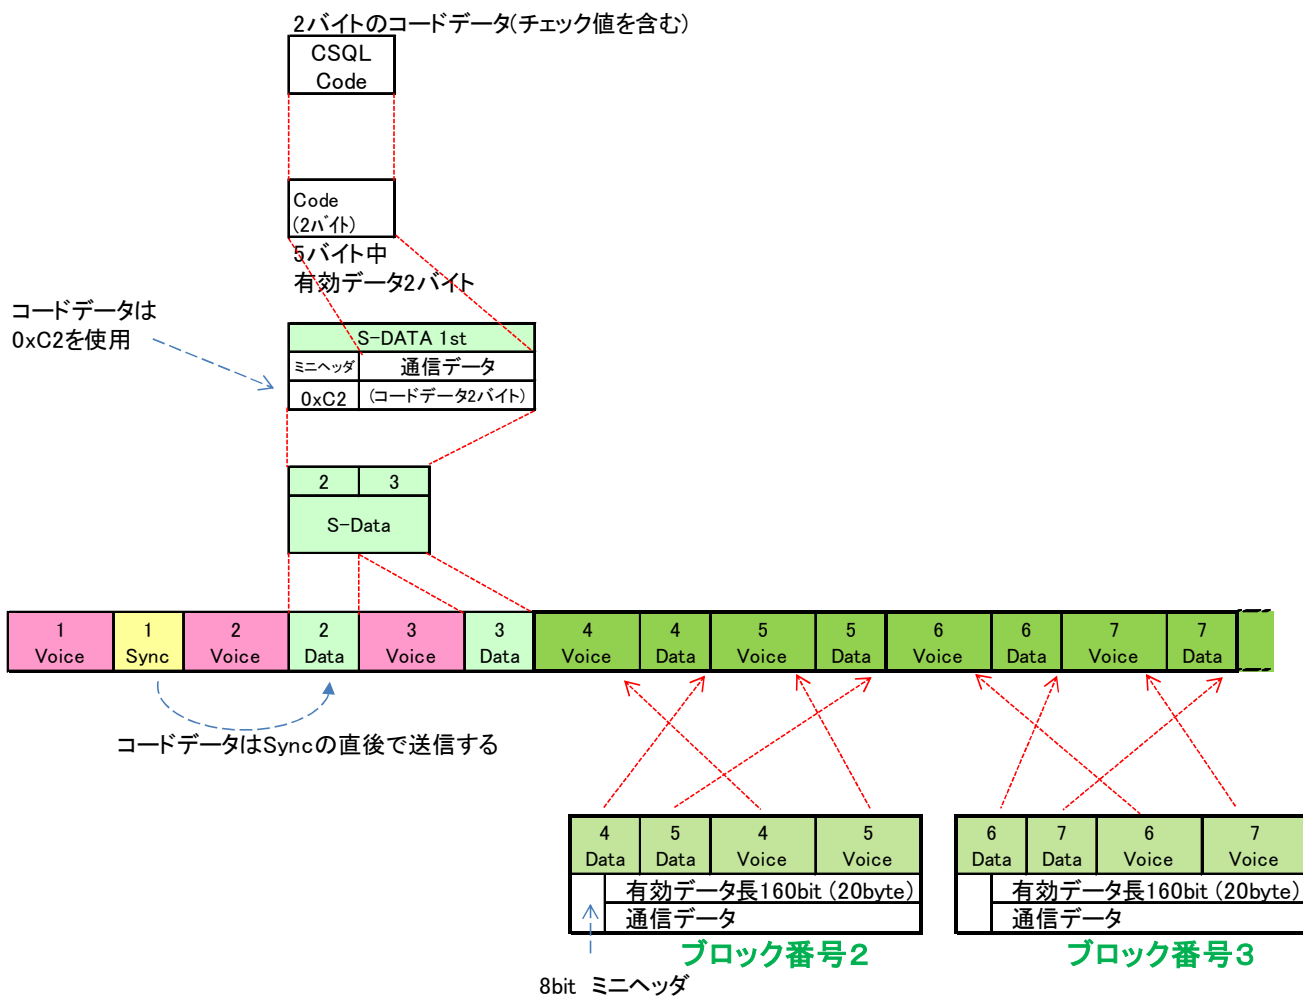 2バイトのコードデータ(チェック値を含む)
CSQL
Code
Code
(2バイト)
5バイト中
有効データ2バイト
コードデータは
0xC2を使用
S-DATA 1st
ミニヘッダ 通信データ
0xC2 (コードデータ2バイト)
2 3
S-Data
1 1 2 2 3 3 4 4 5 5 6 6 7 7
Voice Sync Voice Data Voice Data Voice Data Voice Data Voice Data Voice Data
コードデータはSyncの直後で送信する
4 5 4 5
Data Data Voice Voice
有効データ長160bit (20byte)
通信データ
ブロック番号2
8bit ミニヘッダ
6 7 6 7
Data Data Voice Voice
有効データ長160bit (20byte)
通信データ
ブロック番号3